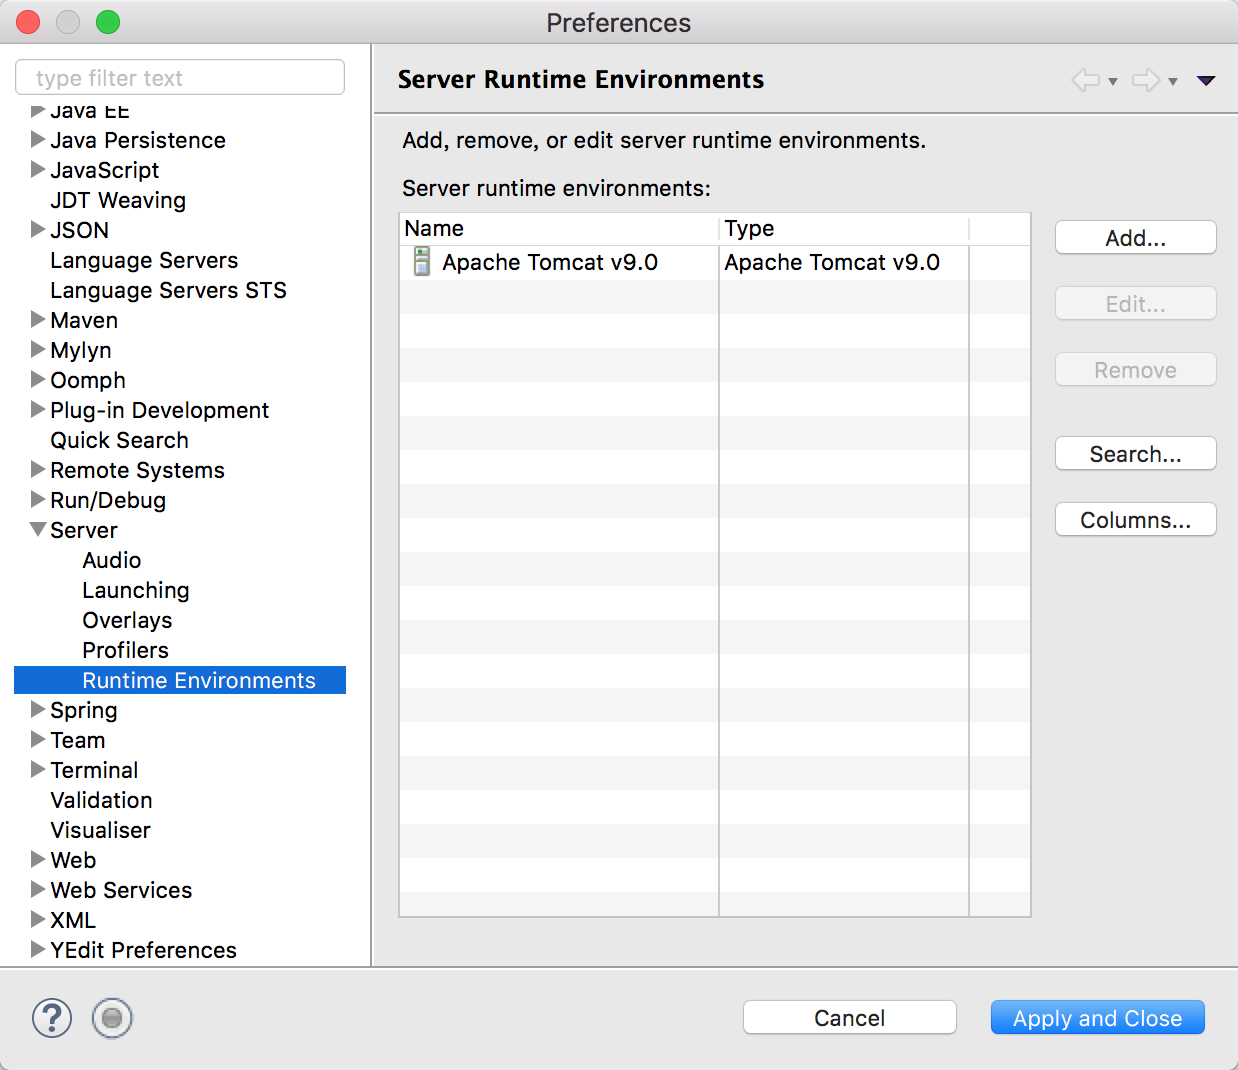 Preferences
type filter text
Java EE
Java Persistence
JavaScript
JDT Weaving
JSON
Language Servers
Language Servers STS
Maven
Mylyn
Oomph
Plug-in Development
Quick Search
Remote Systems
Run/Debug
Server
Audio
Launching
Overlays
Profilers
Runtime Environments
Spring
Team
Terminal
Validation
Visualiser
Web
Web Services
XML
YEdit Preferences
Server Runtime Environments
Add, remove, or edit server runtime environments.
Server runtime environments:
Name Type
Apache Tomcat v9.0 Apache Tomcat v9.0
Add...
Edit...
Remove
Search...
Columns...
?
Cancel
Apply and Close